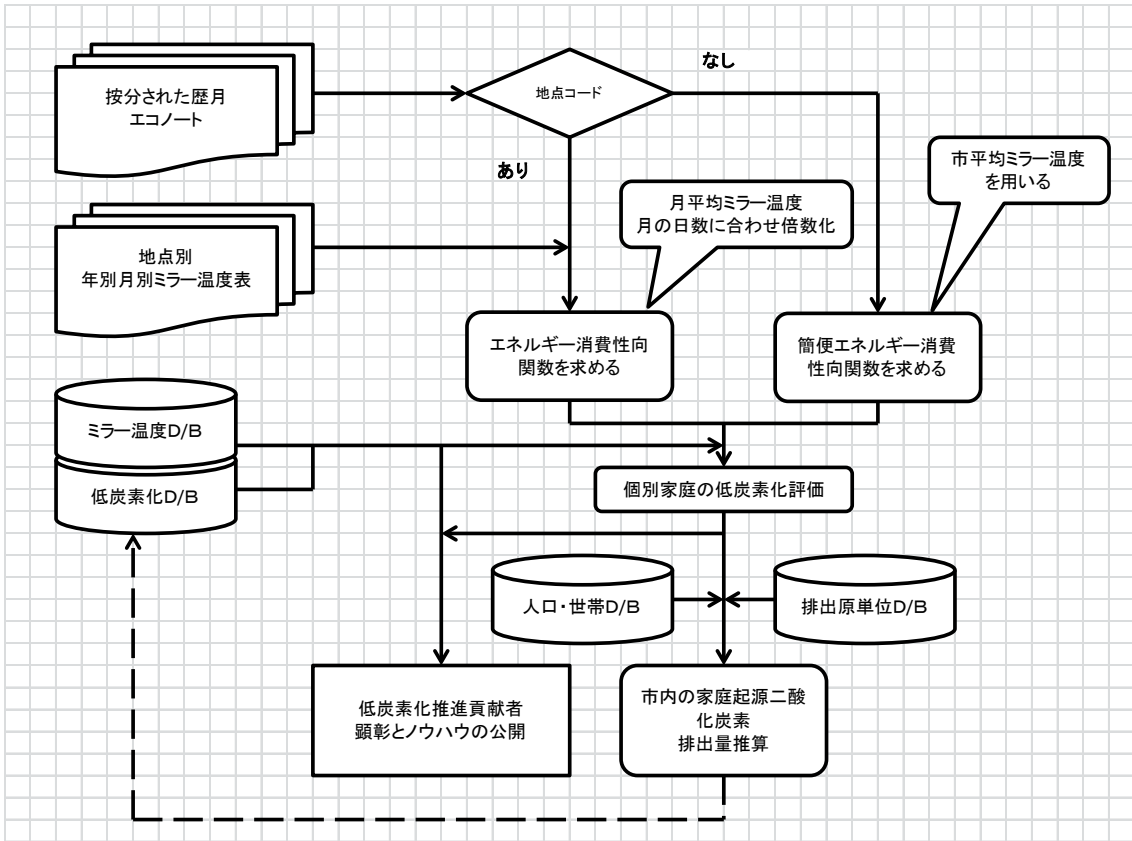 按分された歴月
エコノート
地点コード
なし
あり
市平均ミラー温度
を用いる
月平均ミラー温度
月の日数に合わせ倍数化
地点別
年別月別ミラー温度表
エネルギー消費性向
関数を求める
簡便エネルギー消費
性向関数を求める
ミラー温度D/B
低炭素化D/B
個別家庭の低炭素化評価
人口・世帯D/B
排出原単位D/B
低炭素化推進貢献者
顕彰とノウハウの公開
市内の家庭起源二酸
化炭素
排出量推算